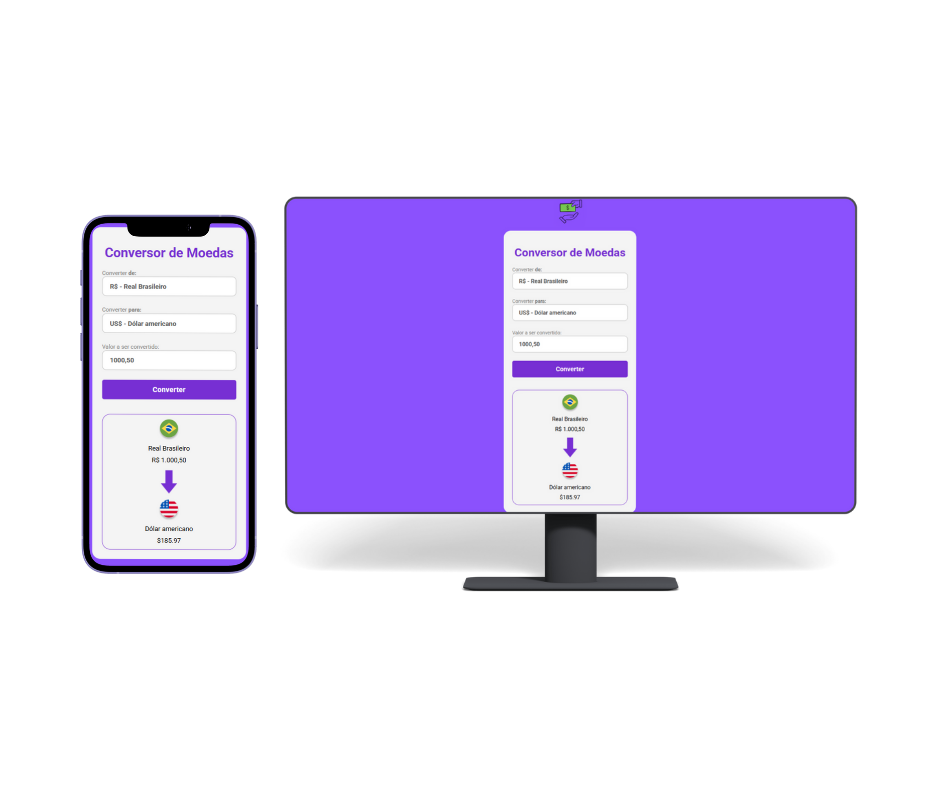 Conversor de Moedas
Converter de:
R$ - Real Brasileiro
Converter para:
US$ - Dólar americano
Valor a ser convertido:
1000,50
Converter
Real Brasileiro
R$ 1.000,50
Dólar americano
$185.97
Conversor de Moedas
Converter de:
R$ - Real Brasileiro
Converter para:
US$ - Dólar americano
Valor a ser convertido:
1000,50
Converter
Real Brasileiro
R$ 1.000,50
Dólar americano
$185.97